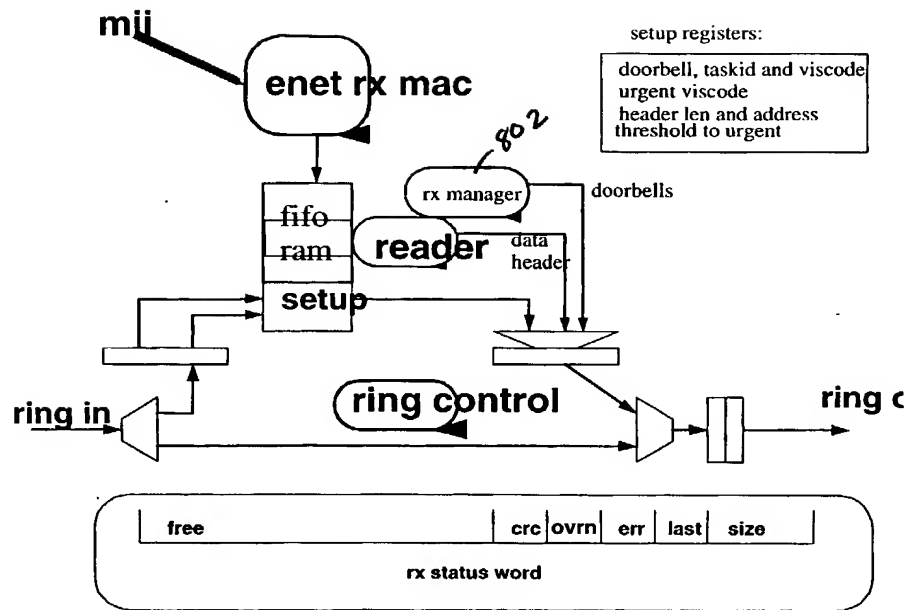 mii
setup registers:
enet rx mac
doorbell, taskid and viscode
urgent viscode
header len and address
threshold to urgent
802
rx manager
doorbells
fifo
ram
reader
data
header
setup
ring in
ring control
ring o
free
crc
ovrn
err
last
size
rx status word